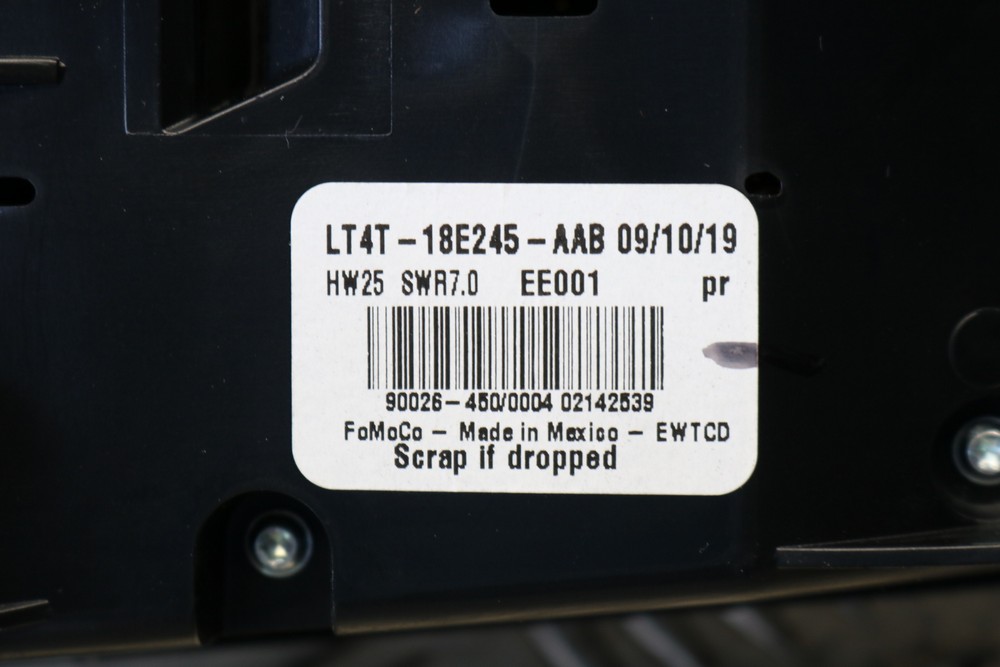 LT4T-18E245-AAB 09/10/19
HW25 SWR7.0 EE001 pr
90026-450/0004 02142539
FoMoCo - Made in Mexico - EWTCD
Scrap if dropped